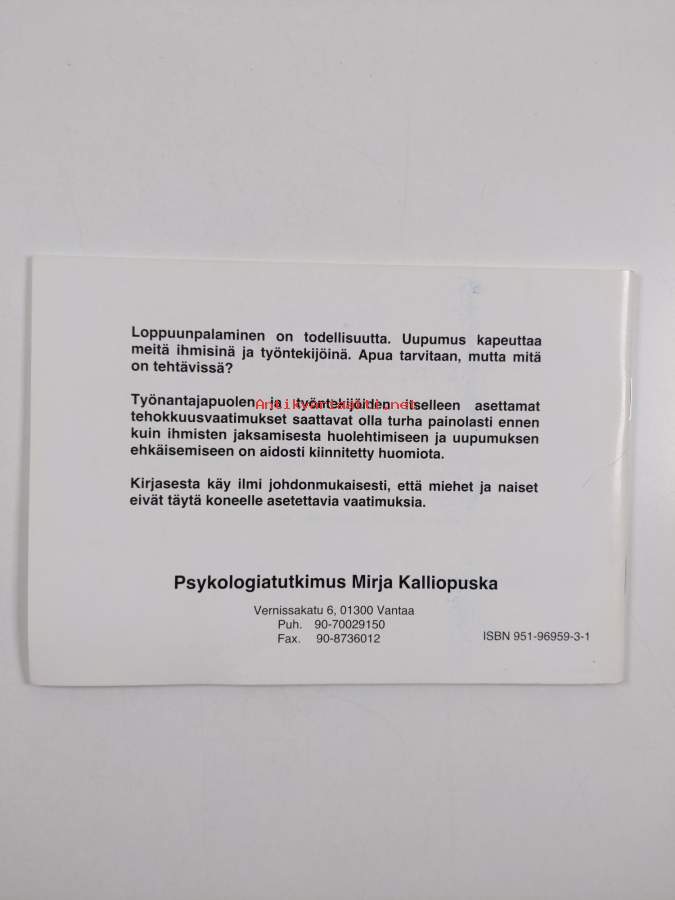 Loppuunpalaminen on todellisuutta. Uupumus kapeuttaa
meitä ihmisinä ja työntekijöinä. Apua tarvitaan, mutta mitä
on tehtävissä?
Työnantajapuolen ja työntekijöiden itselleen asettamat
Antikvariaatti.net
tehokkuusvaatimukset saattavat olla turha painolasti ennen
kuin ihmisten jaksamisesta huolehtimiseen ja uupumuksen
ehkäisemiseen on aidosti kiinnitetty huomiota.
Kirjasesta käy ilmi johdonmukaisesti, että miehet ja naiset
eivät täytä koneelle asetettavia vaatimuksia.
Psykologiatutkimus Mirja Kalliopuska
Vernissakatu 6, 01300 Vantaa
Puh. 90-70029150
Fax. 90-8736012
ISBN 951-96959-3-1